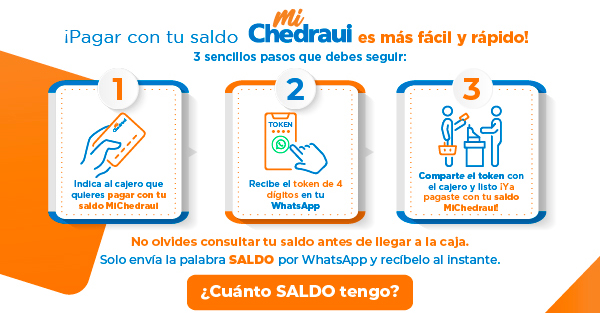 ¡Pagar con tu saldo Mi Chedraui es más fácil y rápido!
3 sencillos pasos que debes seguir:
1
Mi Chedraui
Indica al cajero que
quieres pagar con tu
saldo MiChedraui
2
TOKEN
Recibe el token de 4
dígitos en tu
WhatsApp
3
Comparte el token con
el cajero y listo ¡Ya
pagaste con tu saldo
MiChedraui!
No olvides consultar tu saldo antes de llegar a la caja.
Solo envía la palabra SALDO por WhatsApp y recíbelo al instante.
¿Cuánto SALDO tengo?